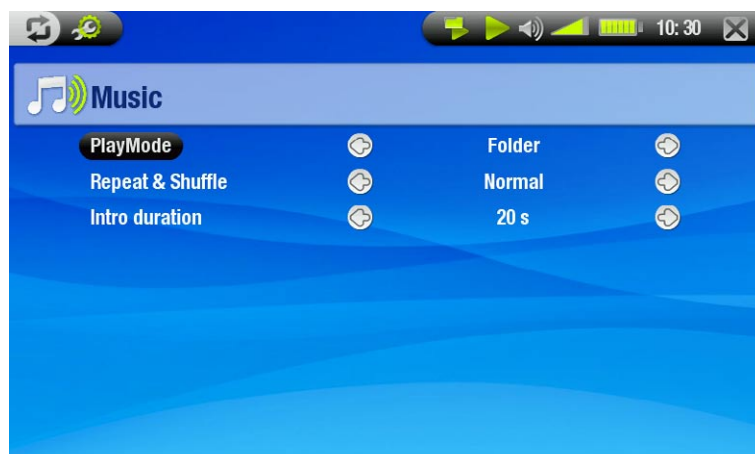 10:30
Music
PlayMode Folder
Repeat & Shuffle Normal
Intro duration 20 s